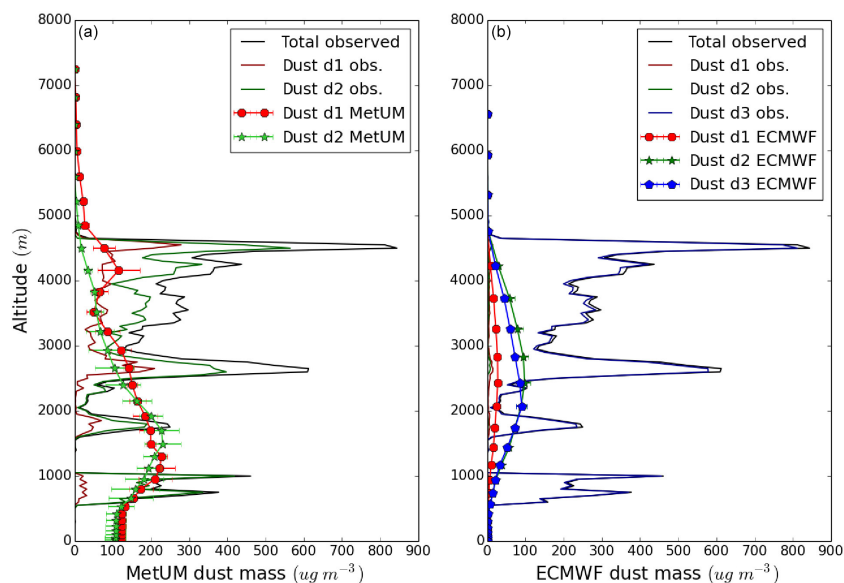 (a)
Total observed
Dust d1 obs.
Dust d2 obs.
Dust d1 MetUM
Dust d2 MetUM
8000
7000
6000
5000
4000
3000
2000
1000
0
Altitude (m)
0 100 200 300 400 500 600 700 800 900
MetUM dust mass (ug m⁻³)
(b)
Total observed
Dust d1 obs.
Dust d2 obs.
Dust d3 obs.
Dust d1 ECMWF
Dust d2 ECMWF
Dust d3 ECMWF
8000
7000
6000
5000
4000
3000
2000
1000
0
0 100 200 300 400 500 600 700 800 900
ECMWF dust mass (ug m⁻³)